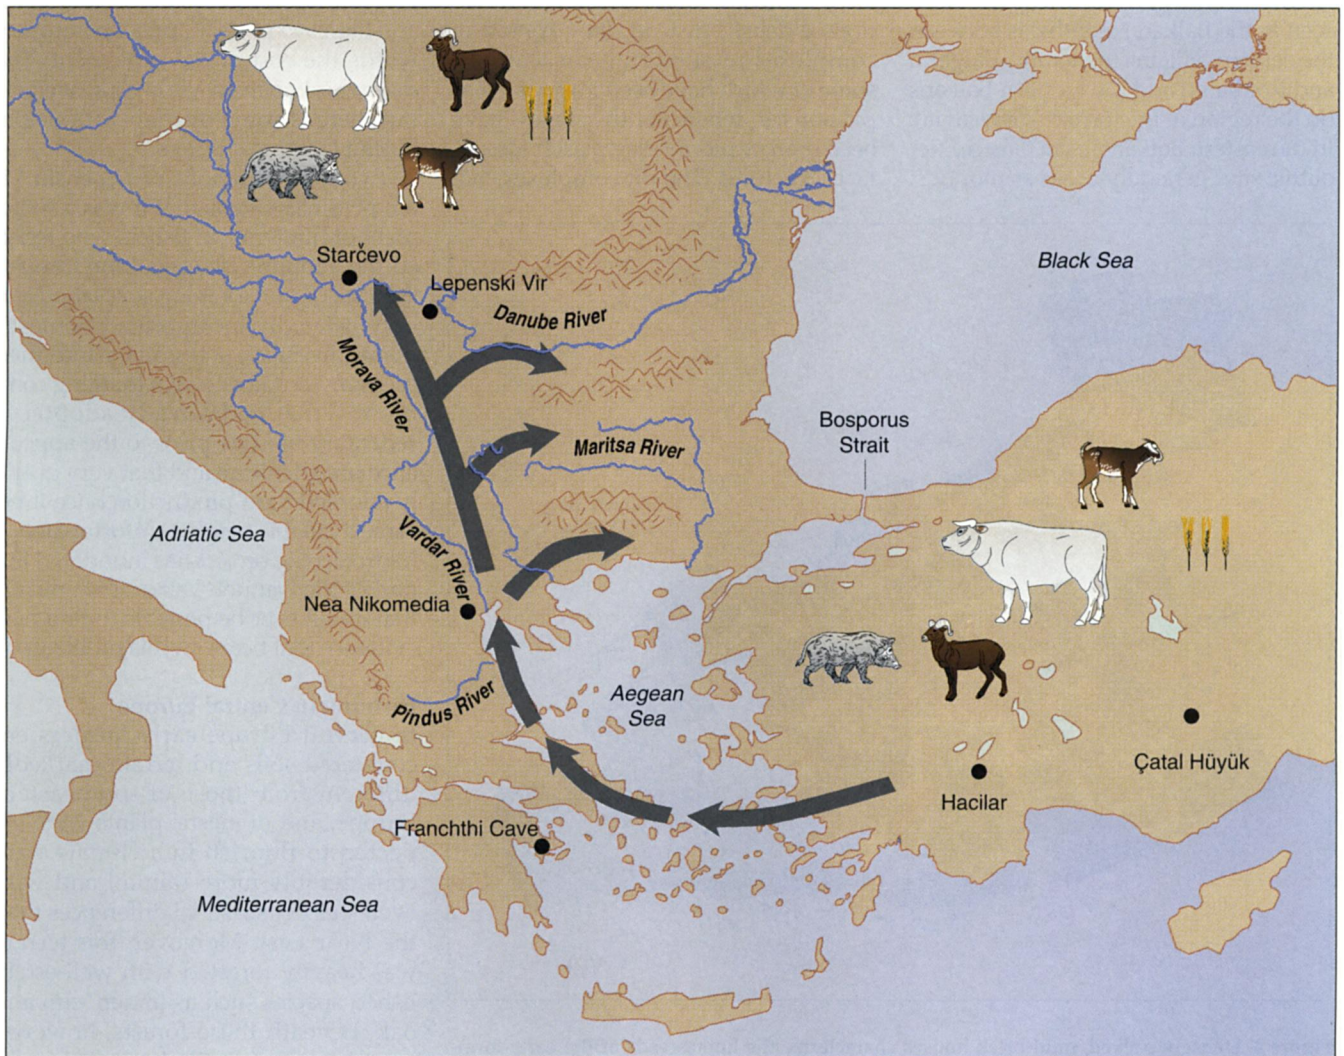 Starčevo
Lepenski Vir
Danube River
Morava River
Black Sea
Bosporus
Strait
Maritsa River
Adriatic Sea
Vardar River
Nea Nikomedia
Aegean
Sea
Pindus River
Çatal Hüyük
Hacilar
Franchthi Cave
Mediterranean Sea